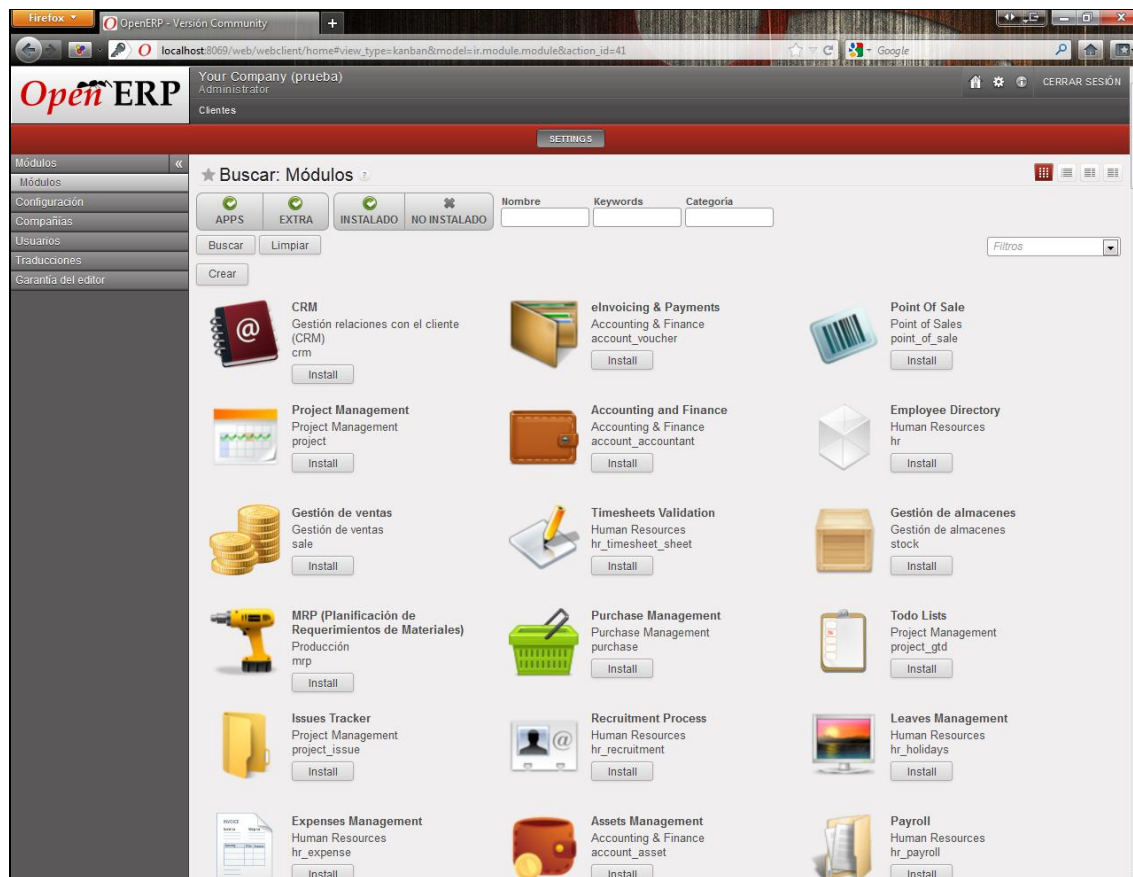 Firefox
OpenERP - Versión Community
localhost:8069/web/webclient/home#view_type=kanban&model=ir.module.module&action_id=41
Google
Open ERP
Your Company (prueba)
Administrator
Clientes
CERRAR SESIÓN
SETTINGS
Módulos
Módulos
Configuración
Compañías
Usuarios
Traducciones
Garantía del editor
Buscar: Módulos
APPS
EXTRA
INSTALADO
NO INSTALADO
Nombre
Keywords
Categoría
Buscar
Limpiar
Filtros
Crear
CRM
Gestión relaciones con el cliente
(CRM)
crm
Install
eInvoicing & Payments
Accounting & Finance
account_voucher
Install
Point Of Sale
Point of Sales
point_of_sale
Install
Project Management
Project Management
project
Install
Accounting and Finance
Accounting & Finance
account_accountant
Install
Employee Directory
Human Resources
hr
Install
Gestión de ventas
Gestión de ventas
sale
Install
Timesheets Validation
Human Resources
hr_timesheet_sheet
Install
Gestión de almacenes
Gestión de almacenes
stock
Install
MRP (Planificación de
Requerimientos de Materiales)
Producción
mrp
Install
Purchase Management
Purchase Management
purchase
Install
Todo Lists
Project Management
project_gtd
Install
Issues Tracker
Project Management
project_issue
Install
Recruitment Process
Human Resources
hr_recruitment
Install
Leaves Management
Human Resources
hr_holidays
Install
Expenses Management
Human Resources
hr_expense
Install
Assets Management
Accounting & Finance
account_asset
Install
Payroll
Human Resources
hr_payroll
Install